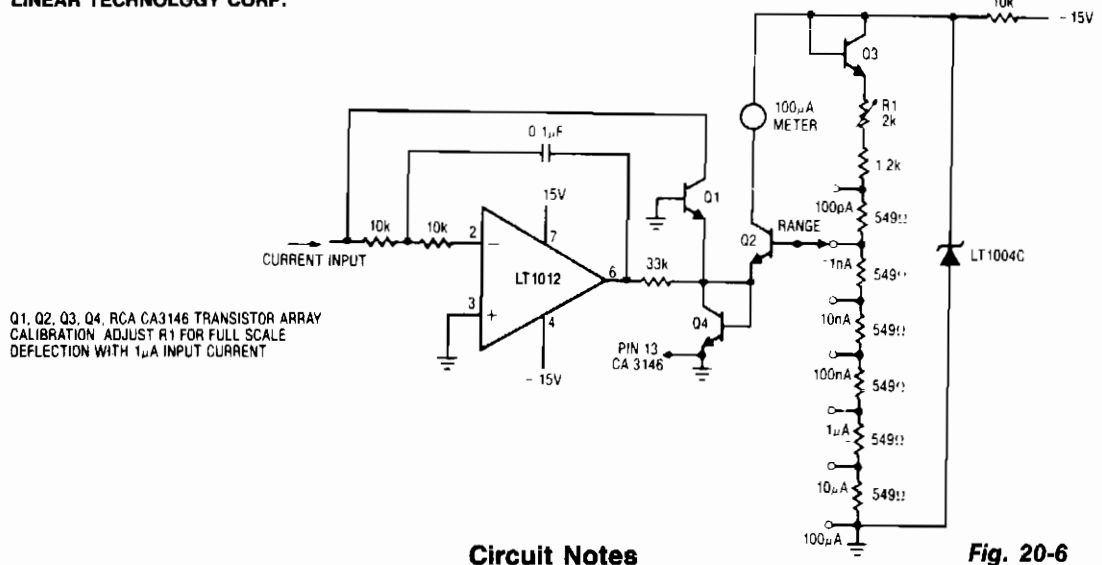 LINEAR TECHNOLOGY CORP.
10k
- 15V
Q3
R1
2k
100µA
METER
1 2k
0 1µF
15V
Q1
100pA
549Ω
10k
10k
2
7
Q2
RANGE
1nA
LT1004C
CURRENT INPUT
LT1012
6
33k
549Ω
3
4
Q4
10nA
549Ω
Q1, Q2, Q3, Q4, RCA CA3146 TRANSISTOR ARRAY
CALIBRATION ADJUST R1 FOR FULL SCALE
DEFLECTION WITH 1µA INPUT CURRENT
PIN 13
CA 3146
- 15V
100nA
549Ω
1µA
549Ω
10µA
549Ω
100µA
Circuit Notes
Fig. 20-6